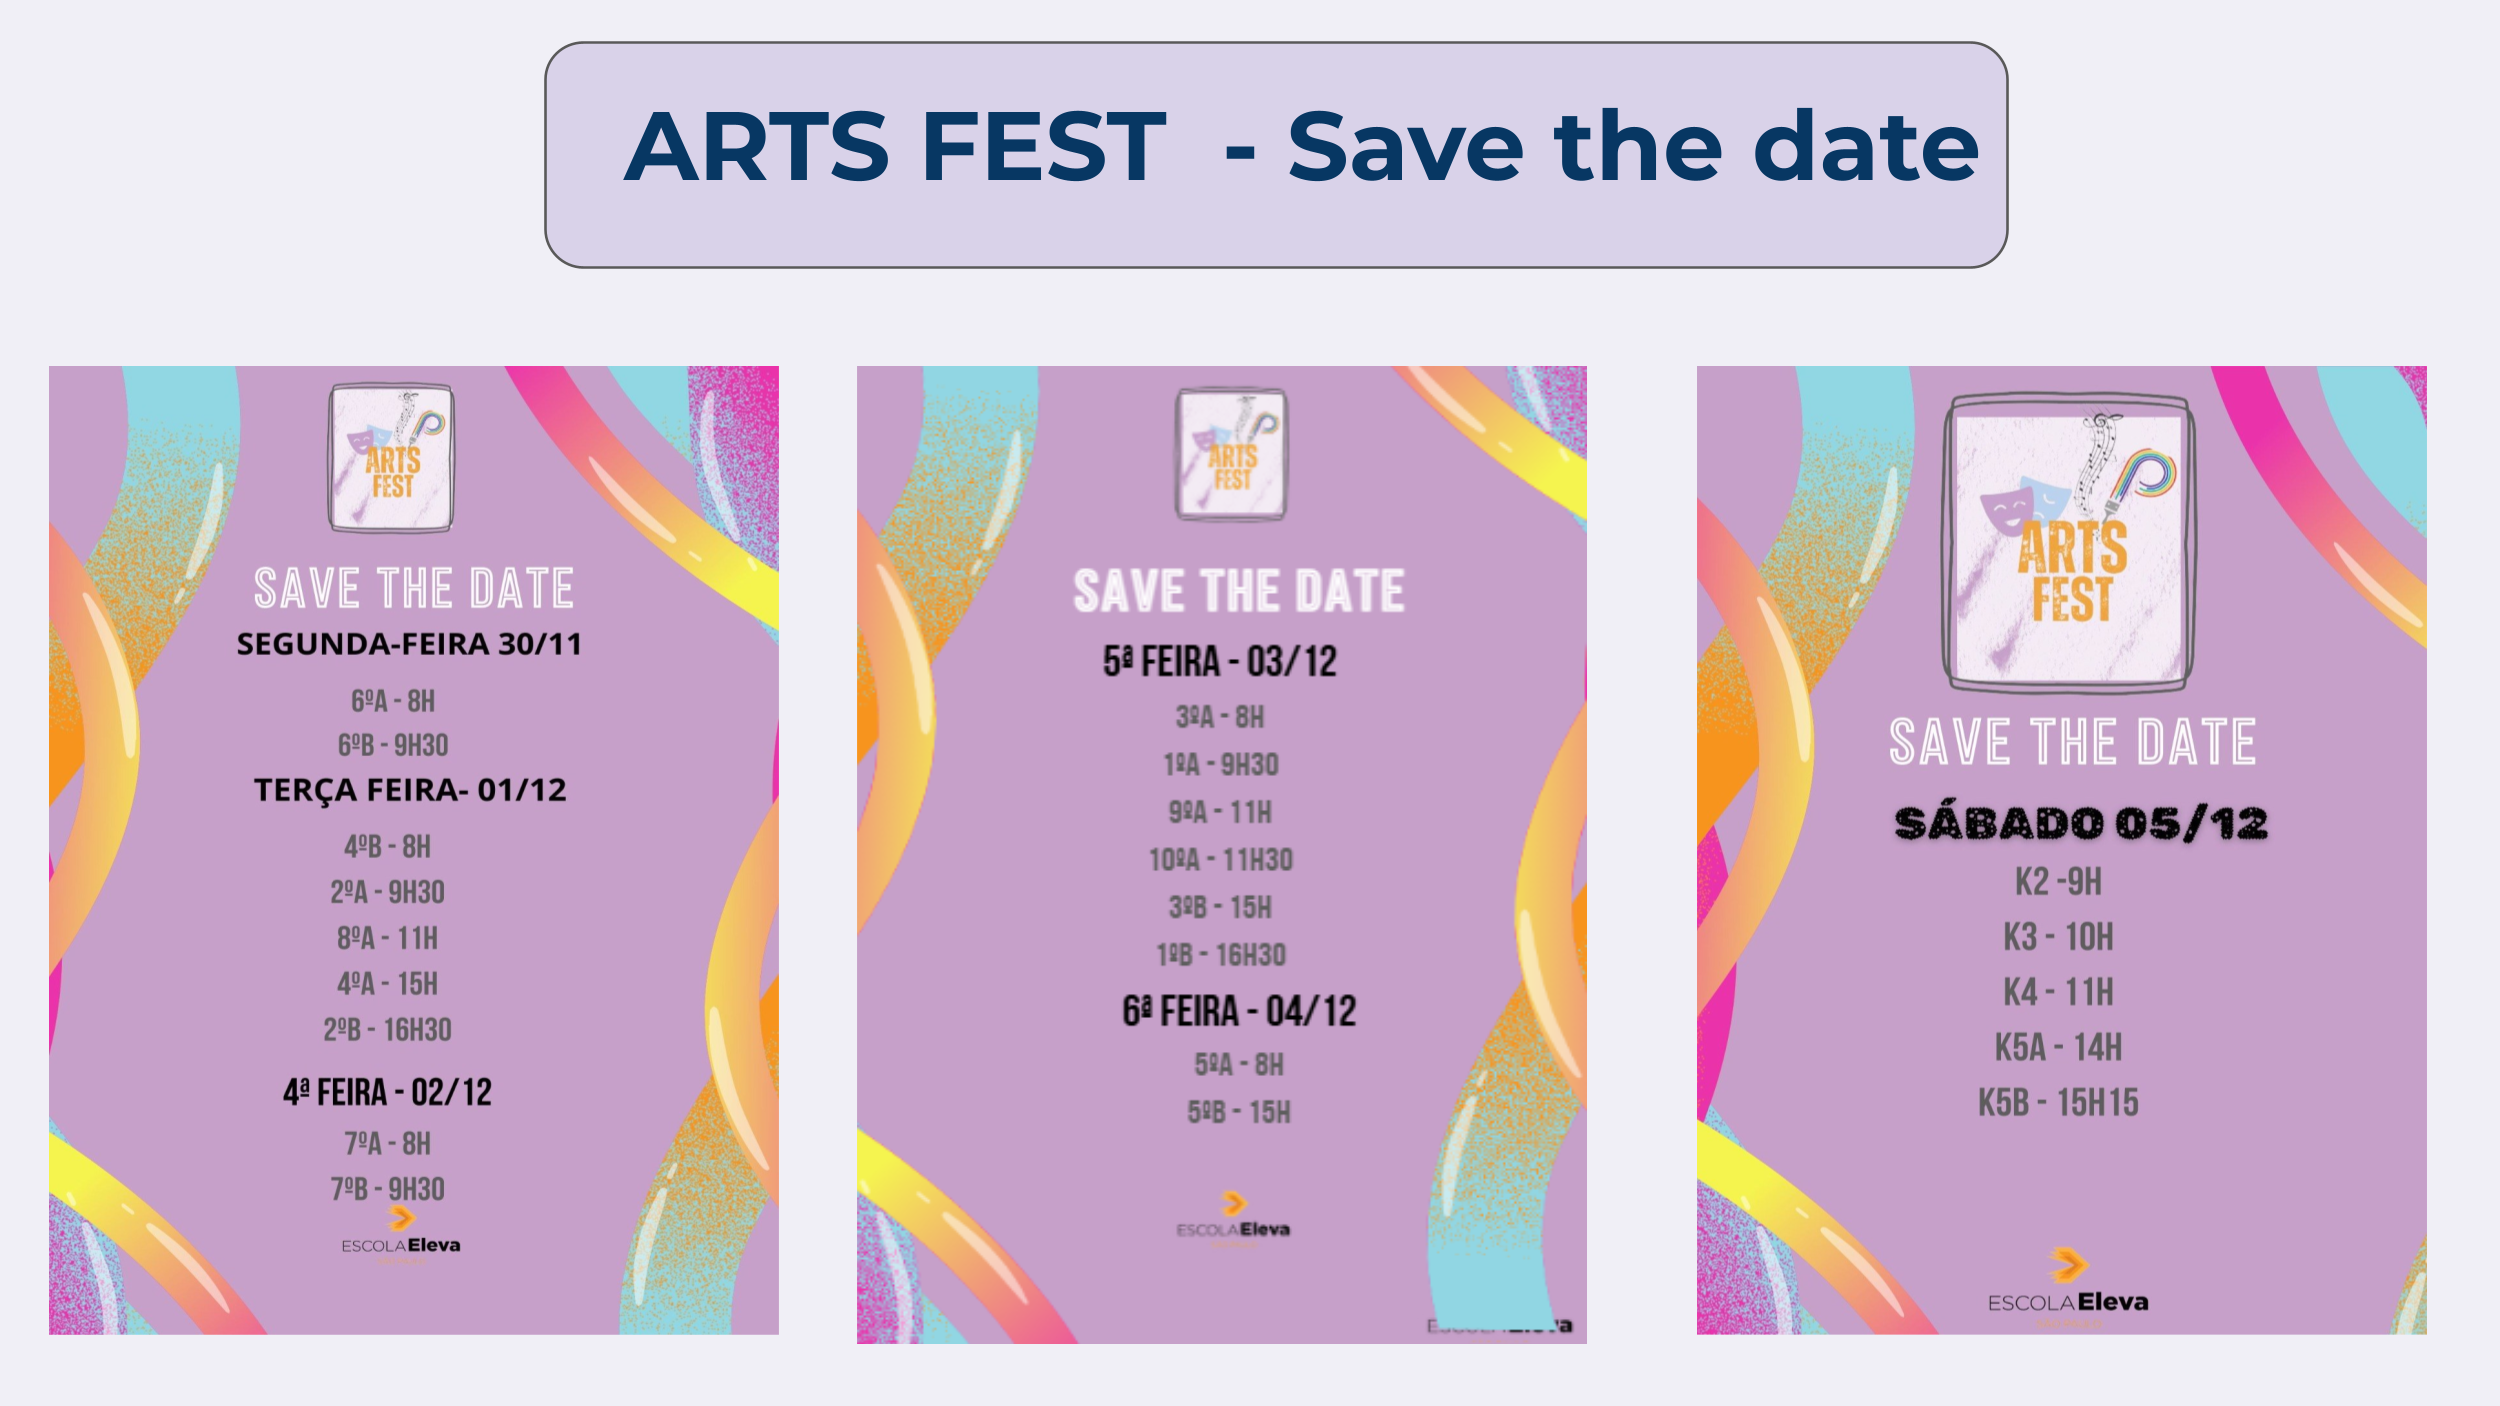 ARTS FEST - Save the date
ARTS
FEST
SAVE THE DATE
SEGUNDA-FEIRA 30/11
6ºA - 8H
6ºB - 9H30
TERÇA FEIRA- 01/12
4ºB - 8H
2ºA - 9H30
8ºA - 11H
4ºA - 15H
2ºB - 16H30
4ª FEIRA - 02/12
7ºA - 8H
7ºB - 9H30
ESCOLA Eleva
ARTS
FEST
SAVE THE DATE
5ª FEIRA - 03/12
3ºA - 8H
1ºA - 9H30
9ºA - 11H
10ºA - 11H30
3ºB - 15H
1ºB - 16H30
6ª FEIRA - 04/12
5ºA - 8H
5ºB - 15H
ESCOLA Eleva
ARTS
FEST
SAVE THE DATE
SÁBADO 05/12
K2 -9H
K3 - 10H
K4 - 11H
K5A - 14H
K5B - 15H15
ESCOLA Eleva